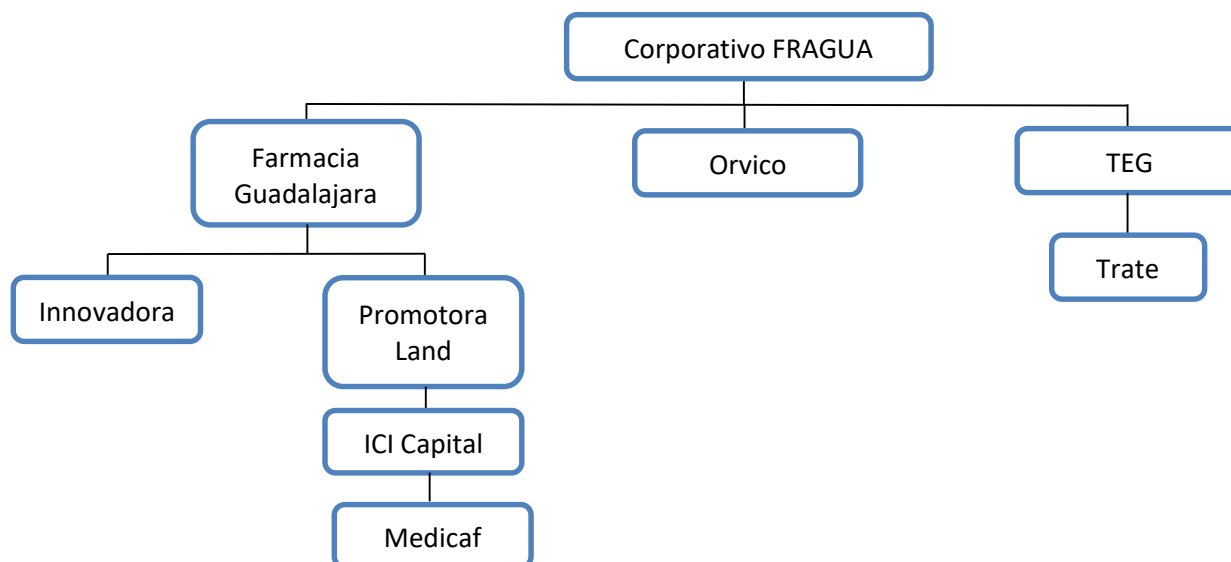 Corporativo FRAGUA
Farmacia
Guadalajara
Orvico
TEG
Innovadora
Promotora
Land
Trate
ICI Capital
Medicaf